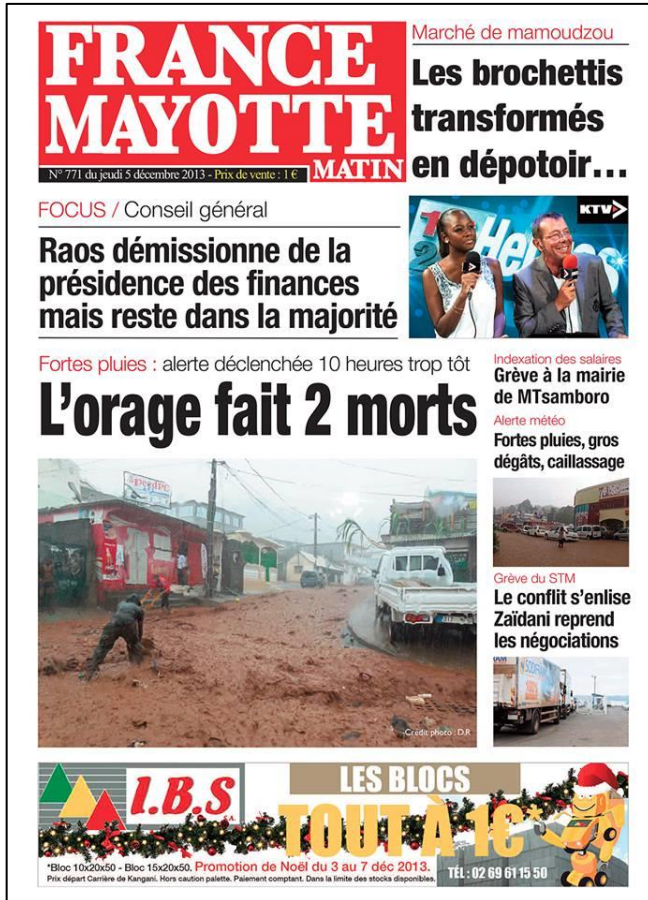 FRANCE
MAYOTTE
MATIN
N° 771 du jeudi 5 décembre 2013 - Prix de vente : 1 €
Marché de mamoudzou
Les brochettis
transformés
en dépotoir…
FOCUS / Conseil général
Raos démissionne de la
présidence des finances
mais reste dans la majorité
KTV
Fortes pluies : alerte déclenchée 10 heures trop tôt
L'orage fait 2 morts
Crédit photo : D.R
Indexation des salaires
Grève à la mairie
de MTsamboro
Alerte météo
Fortes pluies, gros
dégâts, caillassage
Grève du STM
Le conflit s'enlise
Zaïdani reprend
les négociations
I.B.S
LES BLOCS
TOUT À 1€*
*Bloc 10x20x50 - Bloc 15x20x50. Promotion de Noël du 3 au 7 déc 2013.
Prix départ Carrière de Kangani. Hors caution palette. Paiement comptant. Dans la limite des stocks disponibles.
TÉL : 02 69 61 15 50